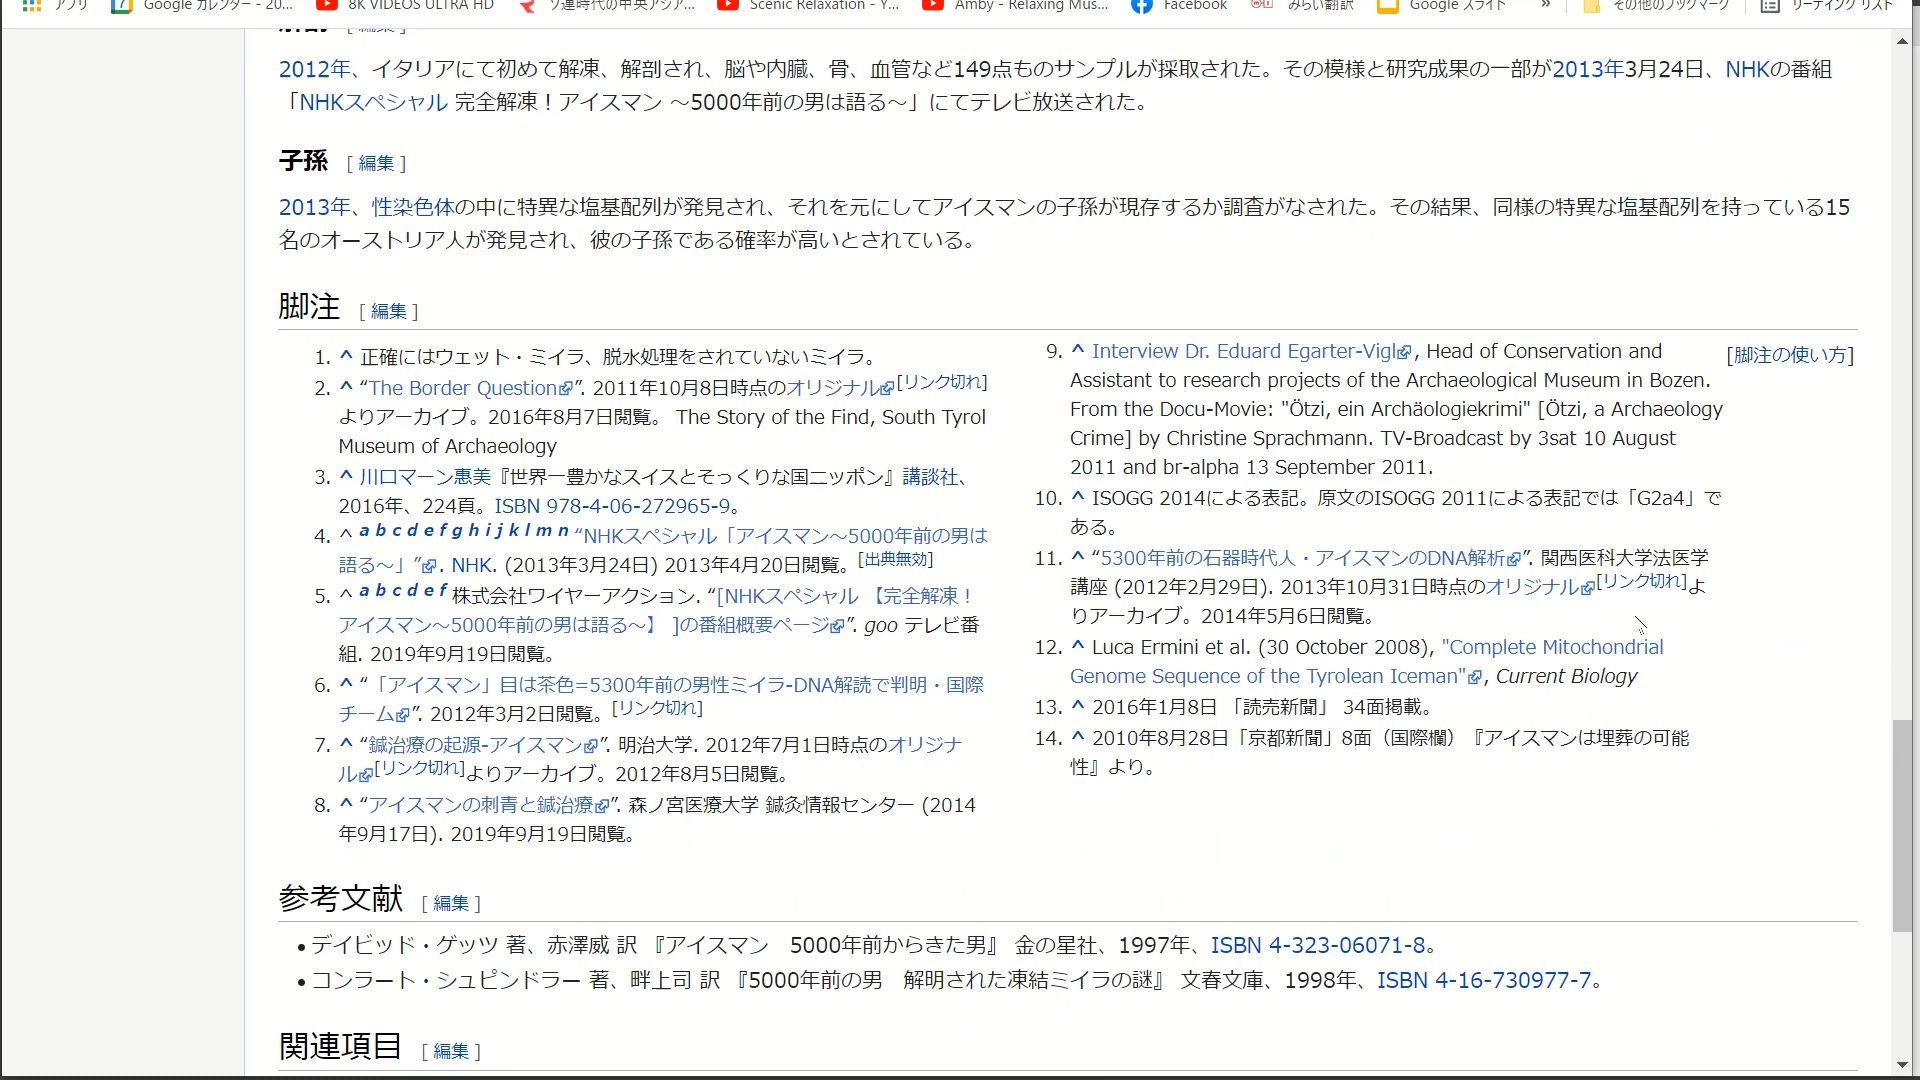 アプリ Google カレンダー - 20... 8K VIDEOS ULTRA HD ソ連時代の中央アジア... Scenic Relaxation - Y... Amby - Relaxing Mus... Facebook みらい翻訳 Google スライド » その他のブックマーク リーディング リスト
解剖 [ 編集 ]
2012年、イタリアにて初めて解凍、解剖され、脳や内臓、骨、血管など149点ものサンプルが採取された。その模様と研究成果の一部が2013年3月24日、NHKの番組
「NHKスペシャル 完全解凍！アイスマン 〜5000年前の男は語る〜」にてテレビ放送された。
子孫 [ 編集 ]
2013年、性染色体の中に特異な塩基配列が発見され、それを元にしてアイスマンの子孫が現存するか調査がなされた。その結果、同様の特異な塩基配列を持っている15
名のオーストリア人が発見され、彼の子孫である確率が高いとされている。
脚注 [ 編集 ]
1. ^ 正確にはウェット・ミイラ、脱水処理をされていないミイラ。
2. ^ “The Border Question”. 2011年10月8日時点のオリジナル[リンク切れ]
よりアーカイブ。2016年8月7日閲覧。 The Story of the Find, South Tyrol
Museum of Archaeology
3. ^ 川口マーン惠美『世界一豊かなスイスとそっくりな国ニッポン』講談社、
2016年、224頁。ISBN 978-4-06-272965-9。
4. ^ a b c d e f g h i j k l m n “NHKスペシャル「アイスマン〜5000年前の男は
語る〜」”. NHK. (2013年3月24日) 2013年4月20日閲覧。[出典無効]
5. ^ a b c d e f 株式会社ワイヤーアクション. “[NHKスペシャル 【完全解凍！
アイスマン〜5000年前の男は語る〜】 ]の番組概要ページ”. goo テレビ番
組. 2019年9月19日閲覧。
6. ^ “「アイスマン」目は茶色=5300年前の男性ミイラ-DNA解読で判明・国際
チーム”. 2012年3月2日閲覧。[リンク切れ]
7. ^ “鍼治療の起源-アイスマン”. 明治大学. 2012年7月1日時点のオリジナ
ル[リンク切れ]よりアーカイブ。2012年8月5日閲覧。
8. ^ “アイスマンの刺青と鍼治療”. 森ノ宮医療大学 鍼灸情報センター (2014
年9月17日). 2019年9月19日閲覧。
9. ^ Interview Dr. Eduard Egarter-Vigl, Head of Conservation and
Assistant to research projects of the Archaeological Museum in Bozen.
From the Docu-Movie: "Ötzi, ein Archäologiekrimi" [Ötzi, a Archaeology
Crime] by Christine Sprachmann. TV-Broadcast by 3sat 10 August
2011 and br-alpha 13 September 2011.
10. ^ ISOGG 2014による表記。原文のISOGG 2011による表記では「G2a4」で
ある。
11. ^ “5300年前の石器時代人・アイスマンのDNA解析”. 関西医科大学法医学
講座 (2012年2月29日). 2013年10月31日時点のオリジナル[リンク切れ]よ
りアーカイブ。2014年5月6日閲覧。
12. ^ Luca Ermini et al. (30 October 2008), "Complete Mitochondrial
Genome Sequence of the Tyrolean Iceman", Current Biology
13. ^ 2016年1月8日 「読売新聞」 34面掲載。
14. ^ 2010年8月28日「京都新聞」8面（国際欄）『アイスマンは埋葬の可能
性』より。
[脚注の使い方]
参考文献 [ 編集 ]
• デイビッド・ゲッツ 著、赤澤威 訳 『アイスマン　5000年前からきた男』 金の星社、1997年、ISBN 4-323-06071-8。
• コンラート・シュピンドラー 著、畔上司 訳 『5000年前の男　解明された凍結ミイラの謎』 文春文庫、1998年、ISBN 4-16-730977-7。
関連項目 [ 編集 ]